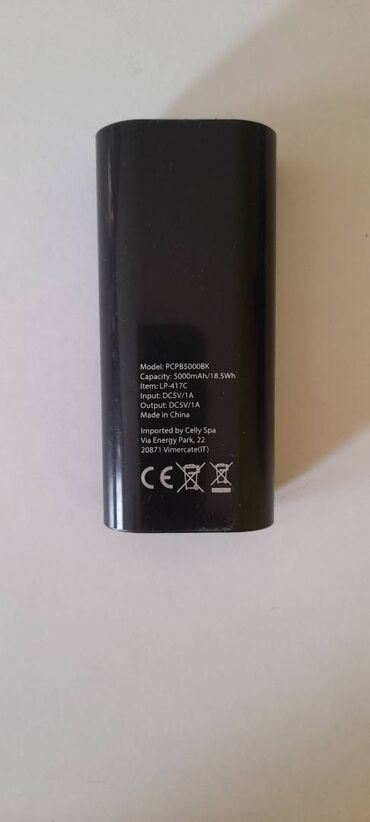 Model: PCPB5000BK
Capacity: 5000mAh/18.5Wh
Item: LP-417C
Input: DC5V/1A
Output: DC5V/1A
Made in China
Imported by Celly Spa
Via Energy Park, 22
20871 Vimercate(IT)
CE